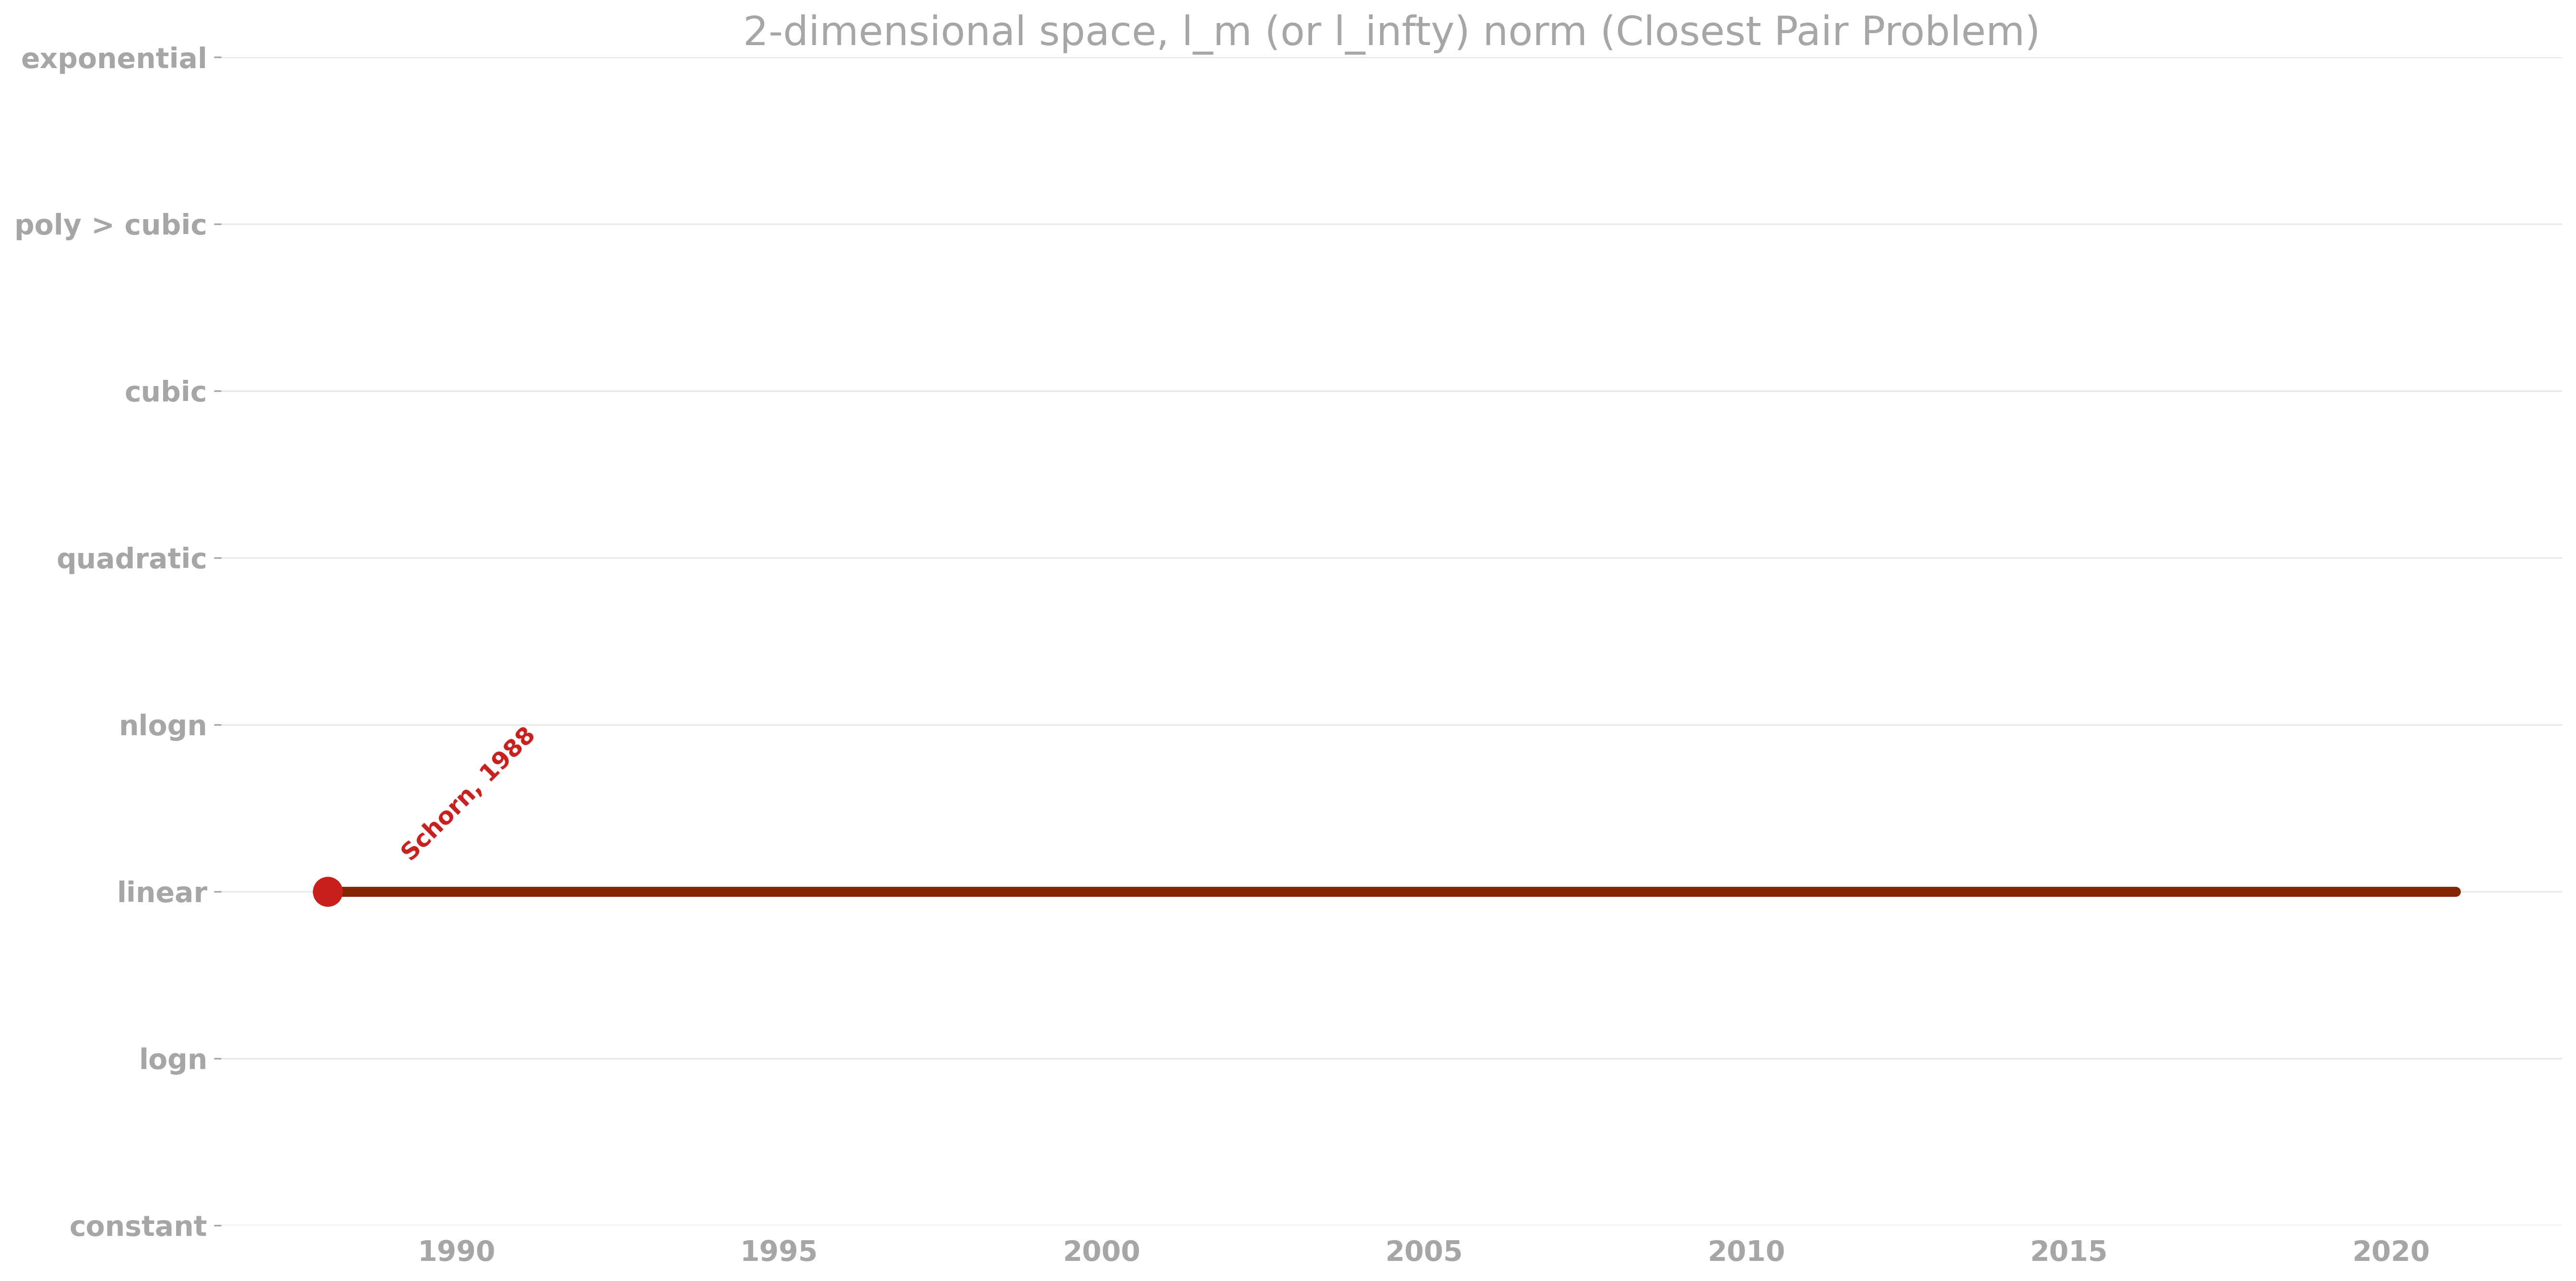 2-dimensional space, l_m (or l_infty) norm (Closest Pair Problem)
exponential
poly > cubic
cubic
quadratic
nlogn
Schorn, 1988
linear
logn
constant
1990 1995 2000 2005 2010 2015 2020